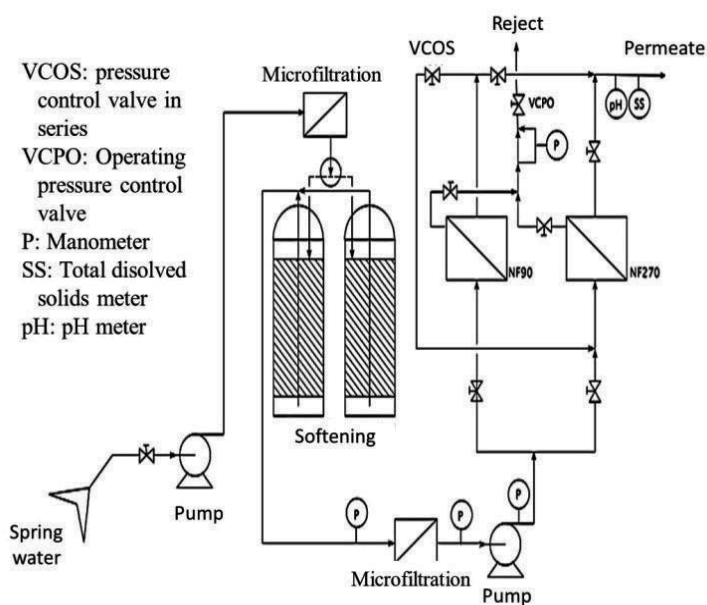 VCOS: pressure
control valve in
series
VCPO: Operating
pressure control
valve
P: Manometer
SS: Total disolved
solids meter
pH: pH meter
Microfiltration
VCOS
Reject
Permeate
VCPO
pH
SS
P
NF90
NF270
Softening
Spring
water
Pump
P
P
P
Microfiltration
Pump